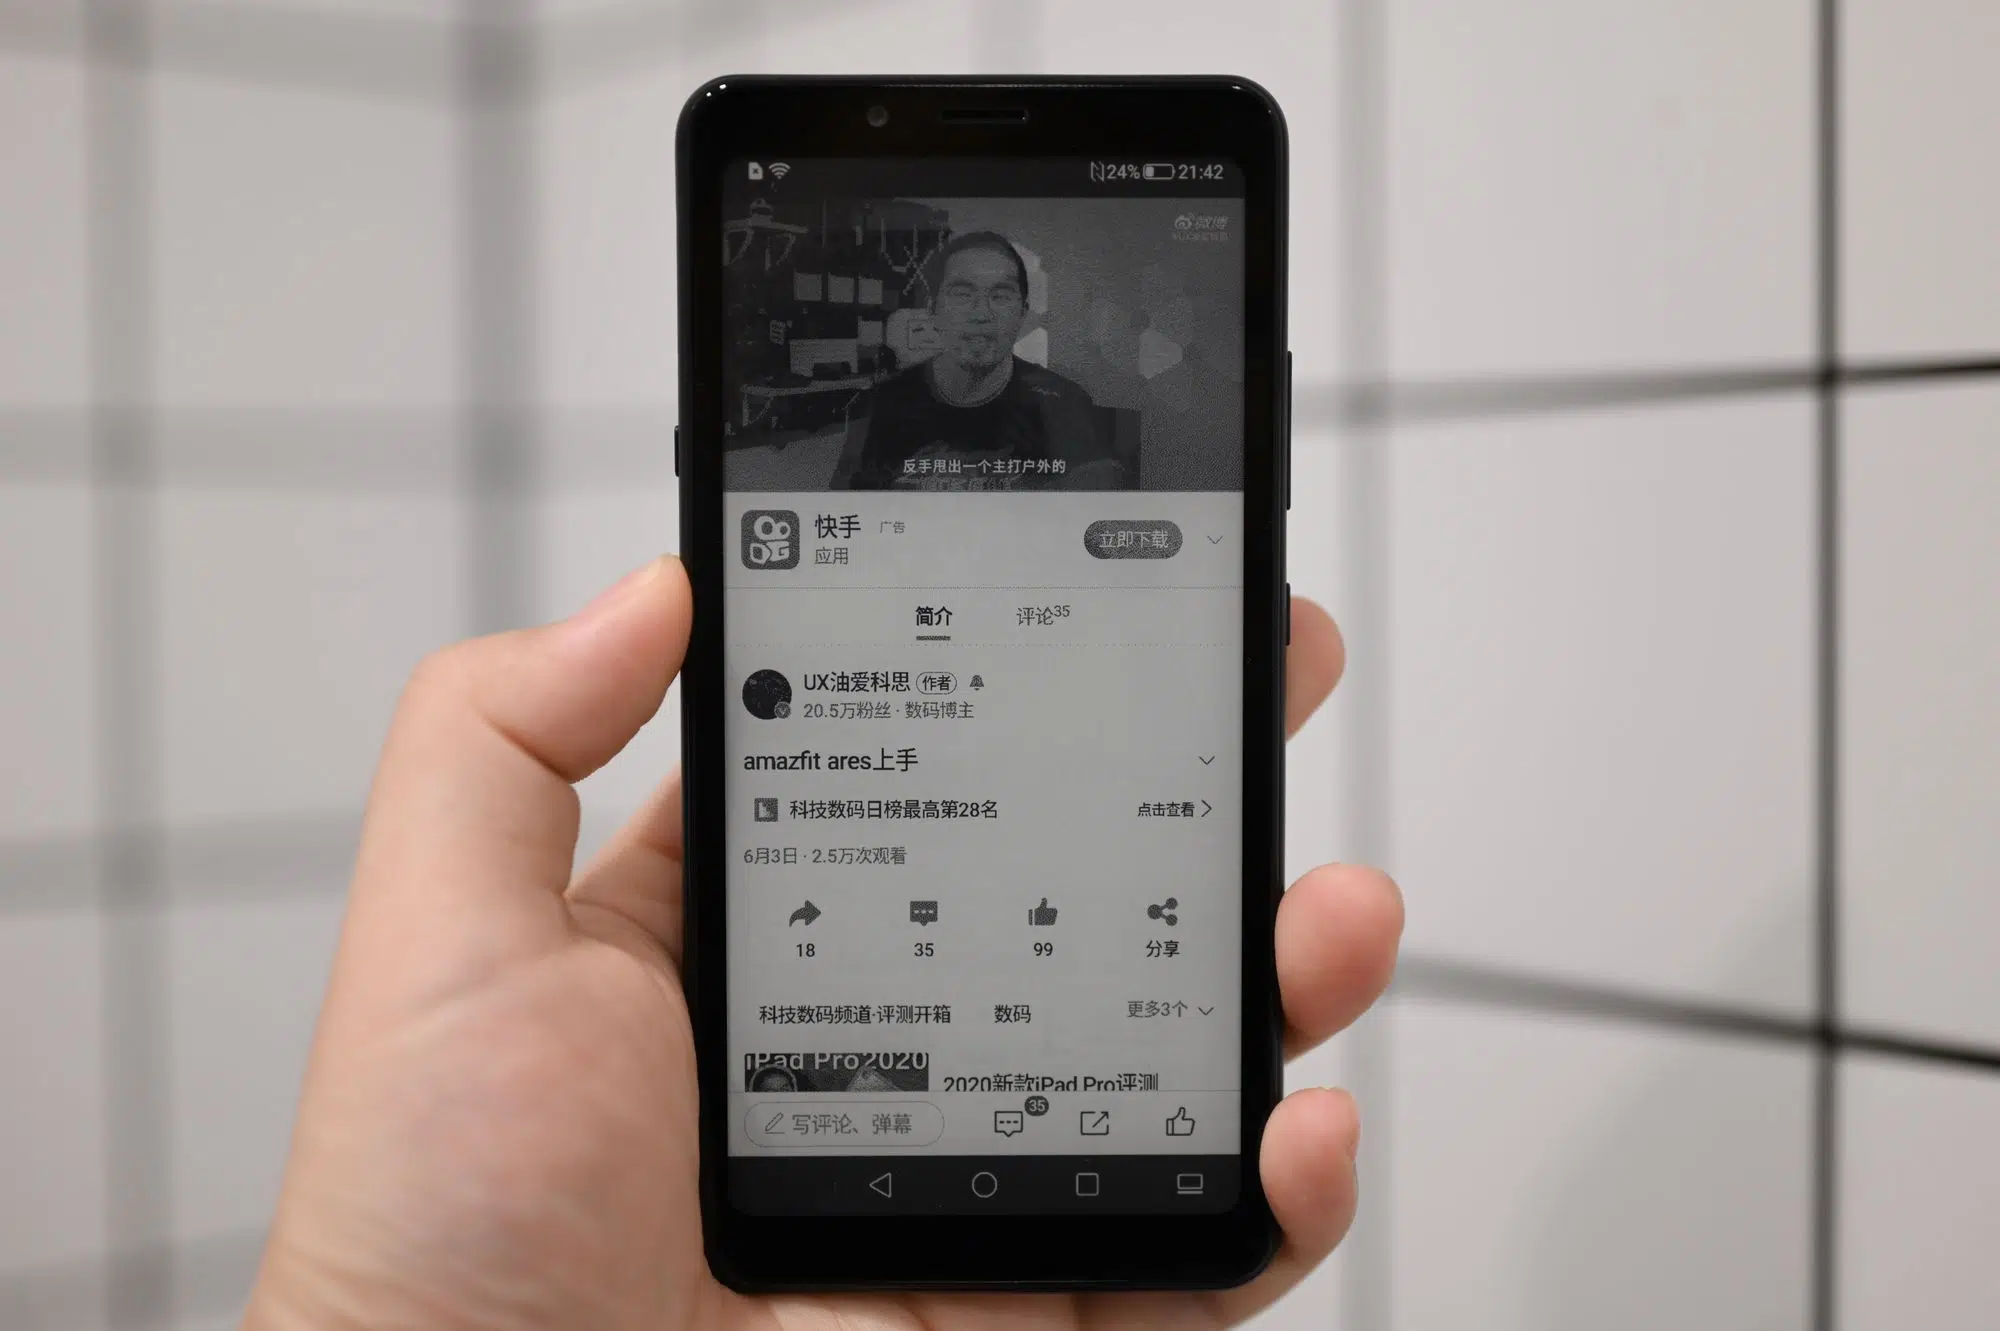 24% 21:42
微博
反手甩出一个主打户外的
快手 广告
应用
立即下载
简介 评论35
UX油爱科思 作者
20.5万粉丝 · 数码博主
amazfit ares上手
科技数码日榜最高第28名 点击查看
6月3日 · 2.5万次观看
18 35 99 分享
科技数码频道·评测开箱 数码 更多3个
iPad Pro2020
2020新款iPad Pro评测
35
写评论、弹幕